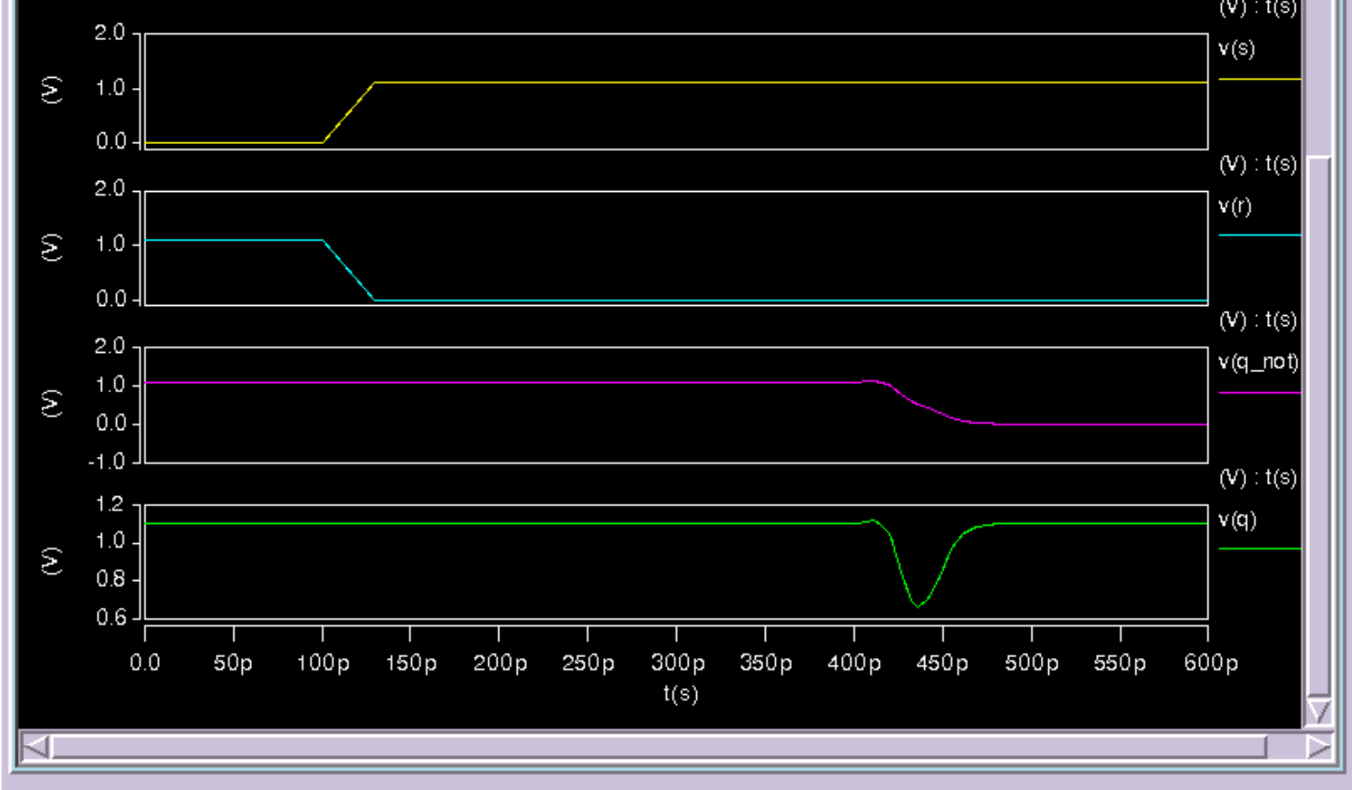 (V) : t(s)
2.0
v(s)
(V)
1.0
0.0
(V) : t(s)
2.0
v(r)
(V)
1.0
0.0
(V) : t(s)
2.0
v(q_not)
1.0
(V)
0.0
-1.0
(V) : t(s)
1.2
v(q)
1.0
(V)
0.8
0.6
0.0 50p 100p 150p 200p 250p 300p 350p 400p 450p 500p 550p 600p
t(s)